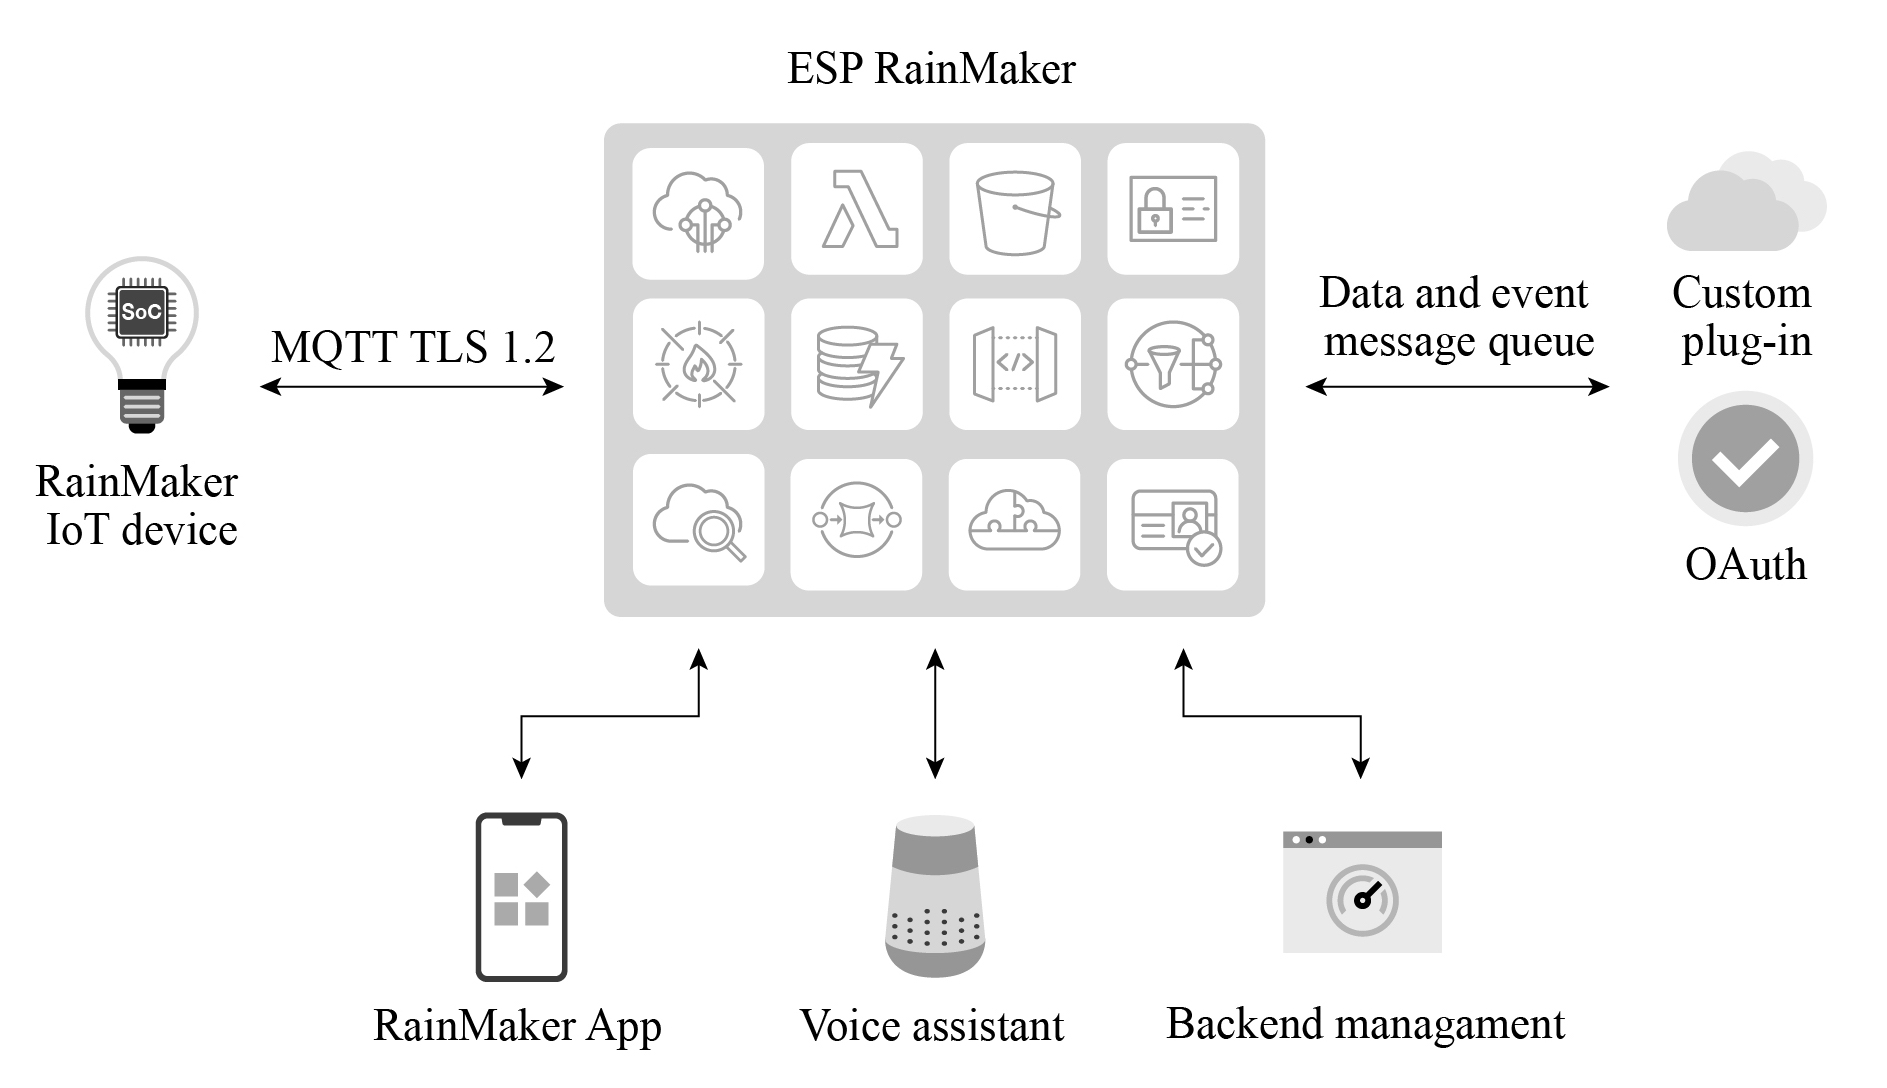 ESP RainMaker
SoC
MQTT TLS 1.2
RainMaker
IoT device
Data and event
message queue
Custom
plug-in
OAuth
RainMaker App
Voice assistant
Backend managament